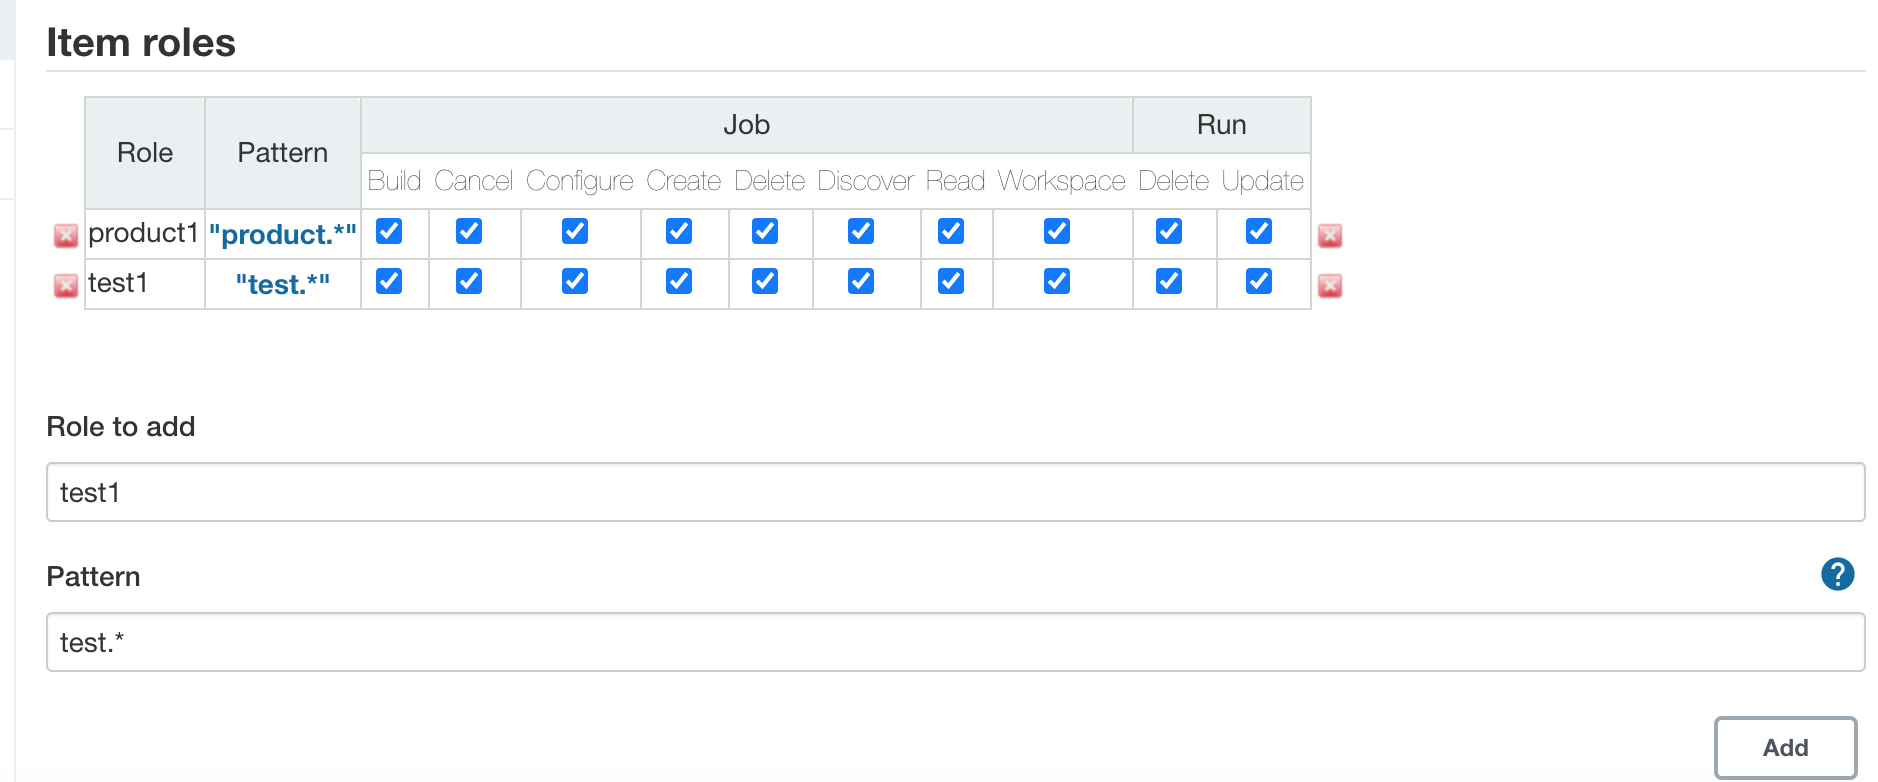 Item roles
Role Pattern Job Run
Build Cancel Configure Create Delete Discover Read Workspace Delete Update
product1 "product.*"
test1 "test.*"
Role to add
test1
Pattern
?
test.*
Add